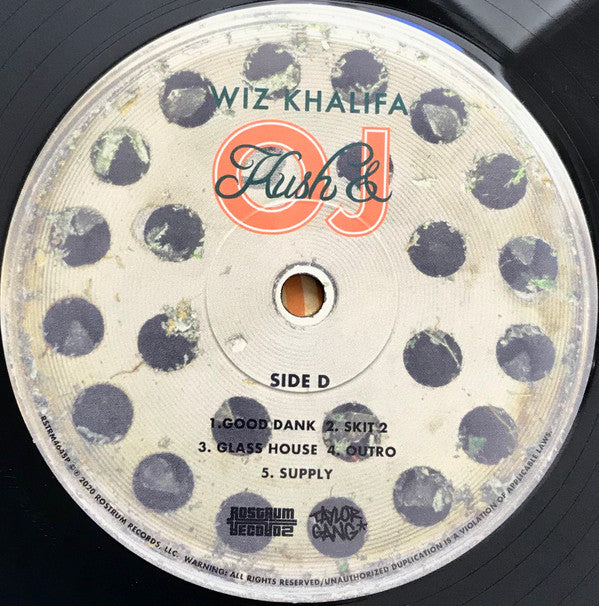 WIZ KHALIFA
Kush &
OJ
SIDE D
1.GOOD DANK 2. SKIT 2
3. GLASS HOUSE 4. OUTRO
5. SUPPLY
ROSTRUM
RECORDS
TAYLOR
GANG
RSTRM464SP ℗© 2020 ROSTRUM RECORDS, LLC. WARNING: ALL RIGHTS RESERVED/UNAUTHORIZED DUPLICATION IS A VIOLATION OF APPLICABLE LAWS